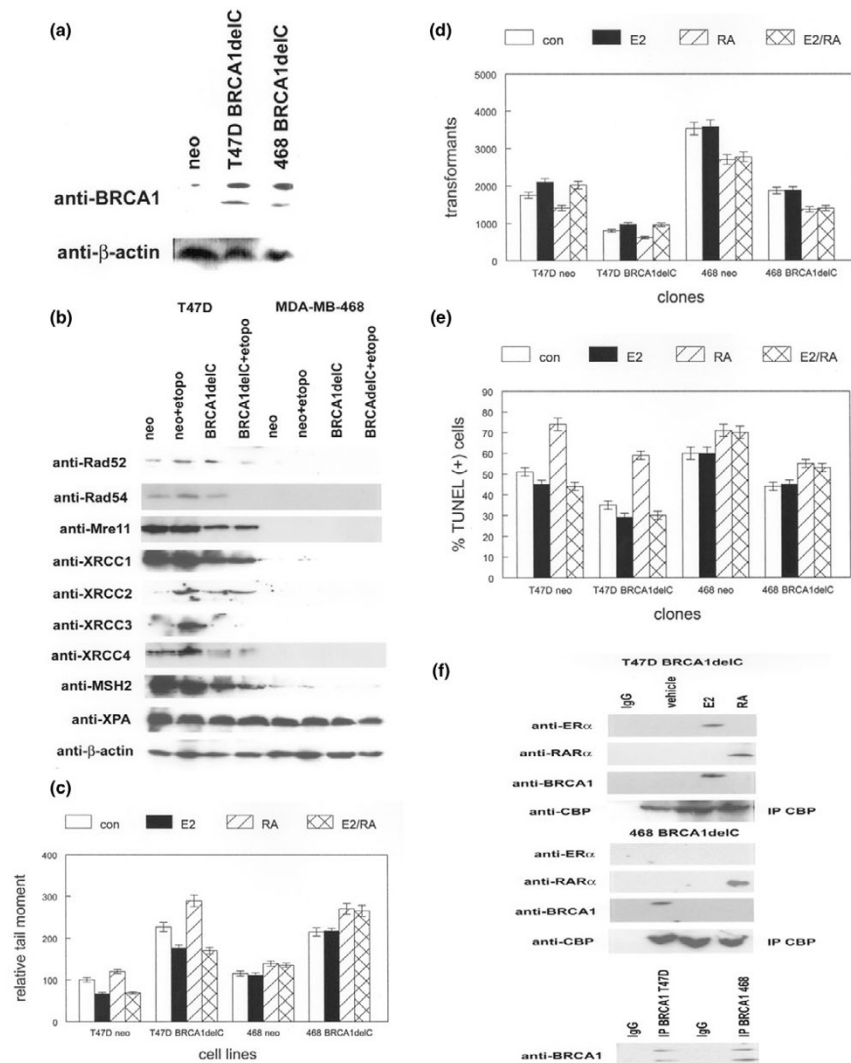 (a)
neo
T47D BRCA1delC
468 BRCA1delC
anti-BRCA1
anti-β-actin
(b)
T47D
MDA-MB-468
neo
neo+etopo
BRCA1delC
BRCA1delC+etopo
neo
neo+etopo
BRCA1delC
BRCAdelC+etopo
anti-Rad52
anti-Rad54
anti-Mre11
anti-XRCC1
anti-XRCC2
anti-XRCC3
anti-XRCC4
anti-MSH2
anti-XPA
anti-β-actin
(c)
con
E2
RA
E2/RA
relative tail moment
400
300
200
100
0
T47D neo
T47D BRCA1delC
468 neo
468 BRCA1delC
cell lines
(d)
con
E2
RA
E2/RA
transformants
5000
4000
3000
2000
1000
0
T47D neo
T47D BRCA1delC
468 neo
468 BRCA1delC
clones
(e)
con
E2
RA
E2/RA
% TUNEL (+) cells
90
80
70
60
50
40
30
20
10
0
T47D neo
T47D BRCA1delC
468 neo
468 BRCA1delC
clones
(f)
T47D BRCA1delC
IgG
vehicle
E2
RA
anti-ERα
anti-RARα
anti-BRCA1
anti-CBP
IP CBP
468 BRCA1delC
anti-ERα
anti-RARα
anti-BRCA1
anti-CBP
IP CBP
IgG
IP BRCA1 T47D
IgG
IP BRCA1 468
anti-BRCA1